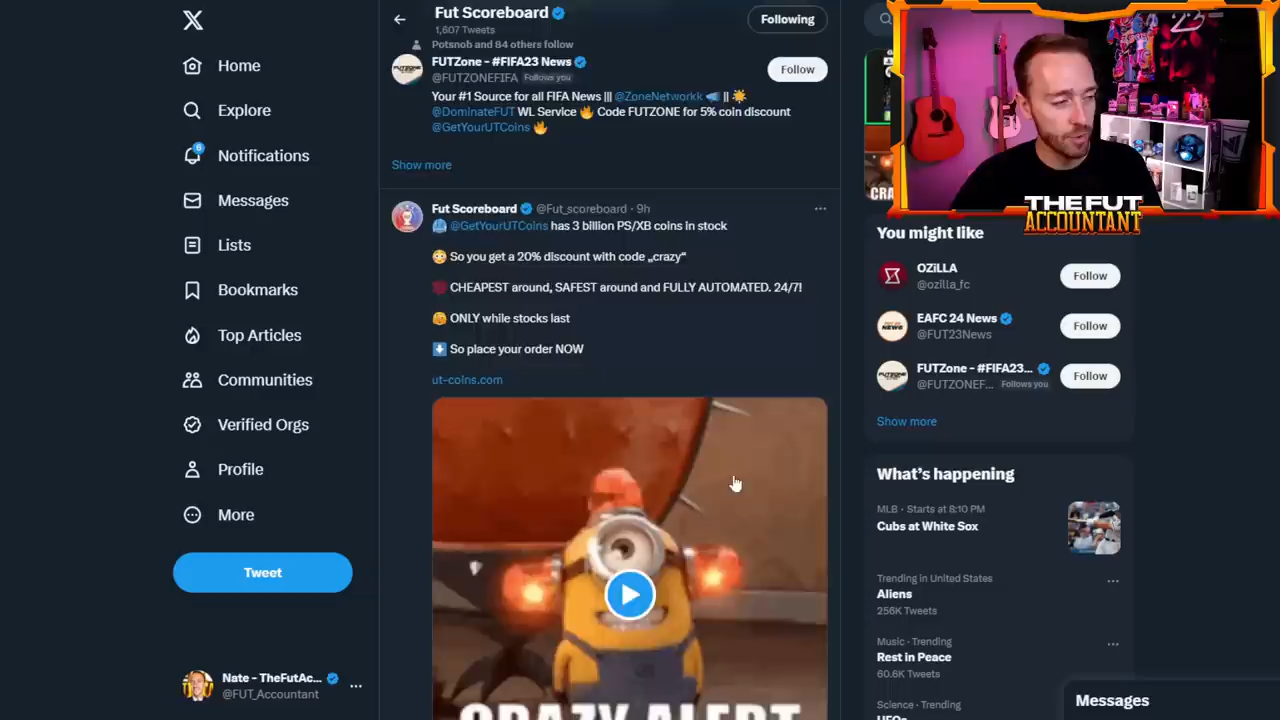 Home
Explore
6
Notifications
Messages
Lists
Bookmarks
Top Articles
Communities
Verified Orgs
Profile
More
Tweet
Nate - TheFutAc...
@FUT_Accountant
Fut Scoreboard
1,607 Tweets
Following
Potsnob and 84 others follow
FUTZone - #FIFA23 News
@FUTZONEFIFA Follows you
Follow
Your #1 Source for all FIFA News ||| @ZoneNetworkk 📣 || ☀️
@DominateFUT WL Service 🔥 Code FUTZONE for 5% coin discount
@GetYourUTCoins 🔥
Show more
Fut Scoreboard @Fut_scoreboard · 9h
@GetYourUTCoins has 3 billion PS/XB coins in stock
😳 So you get a 20% discount with code „crazy“
CHEAPEST around, SAFEST around and FULLY AUTOMATED. 24/7!
ONLY while stocks last
⬇️ So place your order NOW
ut-coins.com
CRAZY ALERT
23
THE FUT
ACCOUNTANT
CRA
You might like
OZiLLA
@ozilla_fc
Follow
EAFC 24 News
@FUT23News
Follow
FUTZone - #FIFA23...
@FUTZONEF... Follows you
Follow
Show more
What's happening
MLB · Starts at 8:10 PM
Cubs at White Sox
Trending in United States
Aliens
256K Tweets
Music · Trending
Rest in Peace
60.6K Tweets
Science · Trending
UFOs
Messages